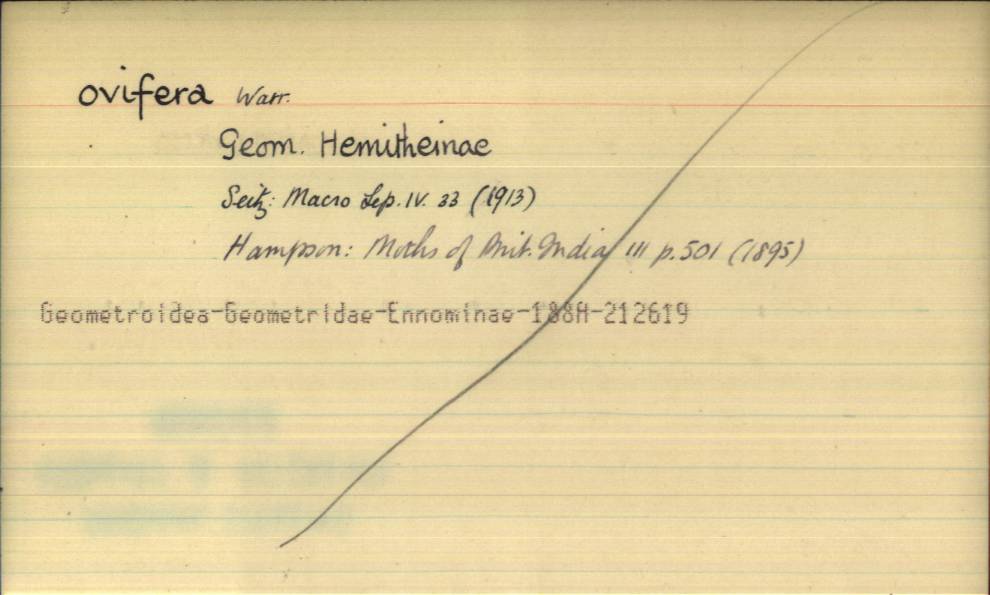 ovifera Warr.
Geom. Hemitheinae
Seitz: Macro Lep. IV. 33 (1913)
Hampson: Moths of Brit. India III p.501 (1895)
Geometroidea-Geometridae-Ennominae-188A-212619